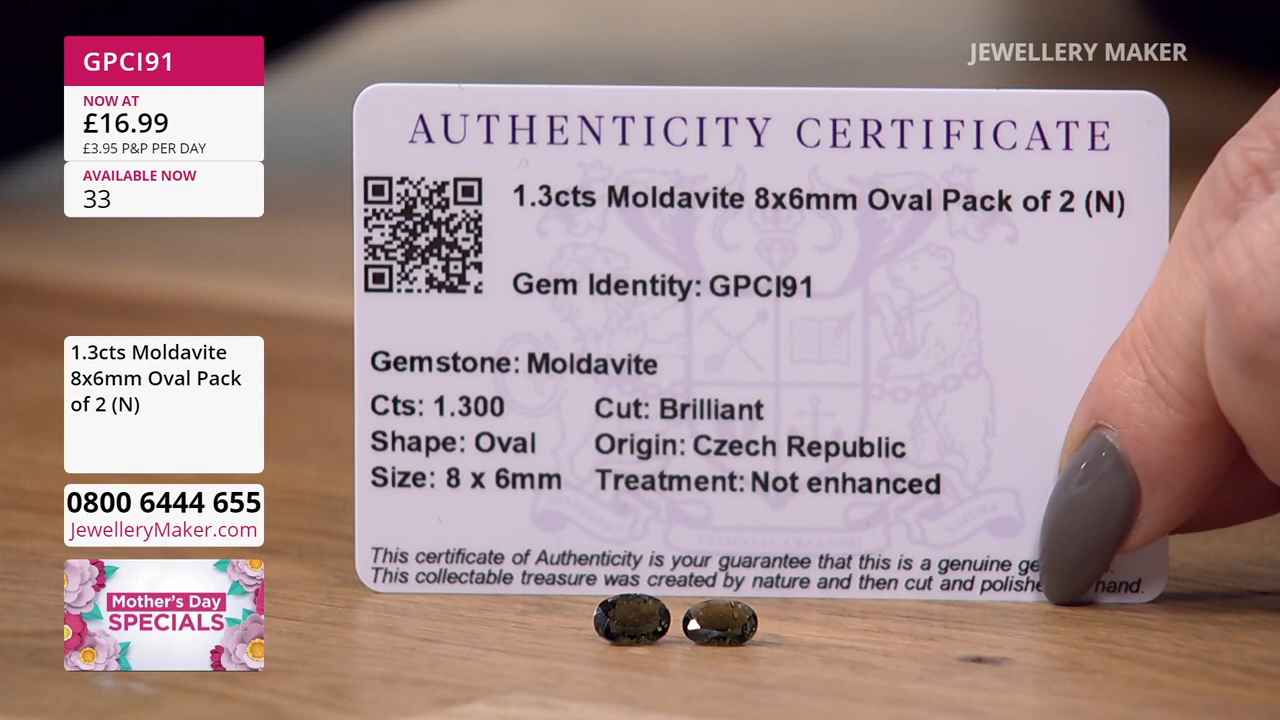 GPCI91
NOW AT
£16.99
£3.95 P&P PER DAY
AVAILABLE NOW
33
1.3cts Moldavite
8x6mm Oval Pack
of 2 (N)
0800 6444 655
JewelleryMaker.com
Mother's Day
SPECIALS
JEWELLERY MAKER
AUTHENTICITY CERTIFICATE
1.3cts Moldavite 8x6mm Oval Pack of 2 (N)
Gem Identity: GPCI91
Gemstone: Moldavite
Cts: 1.300 Cut: Brilliant
Shape: Oval Origin: Czech Republic
Size: 8 x 6mm Treatment: Not enhanced
This certificate of Authenticity is your guarantee that this is a genuine
This collectable treasure was created by nature and then cut and hand.